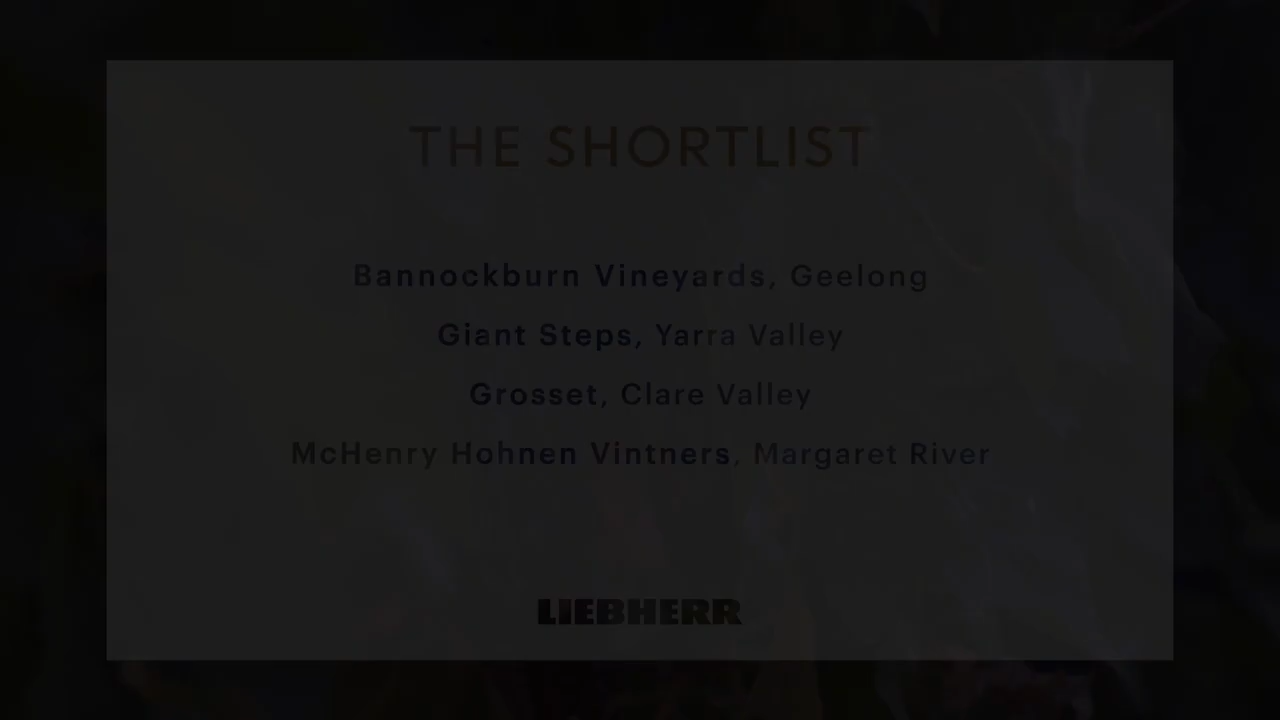 THE SHORTLIST
Bannockburn Vineyards, Geelong
Giant Steps, Yarra Valley
Grosset, Clare Valley
McHenry Hohnen Vintners, Margaret River
LIEBHERR